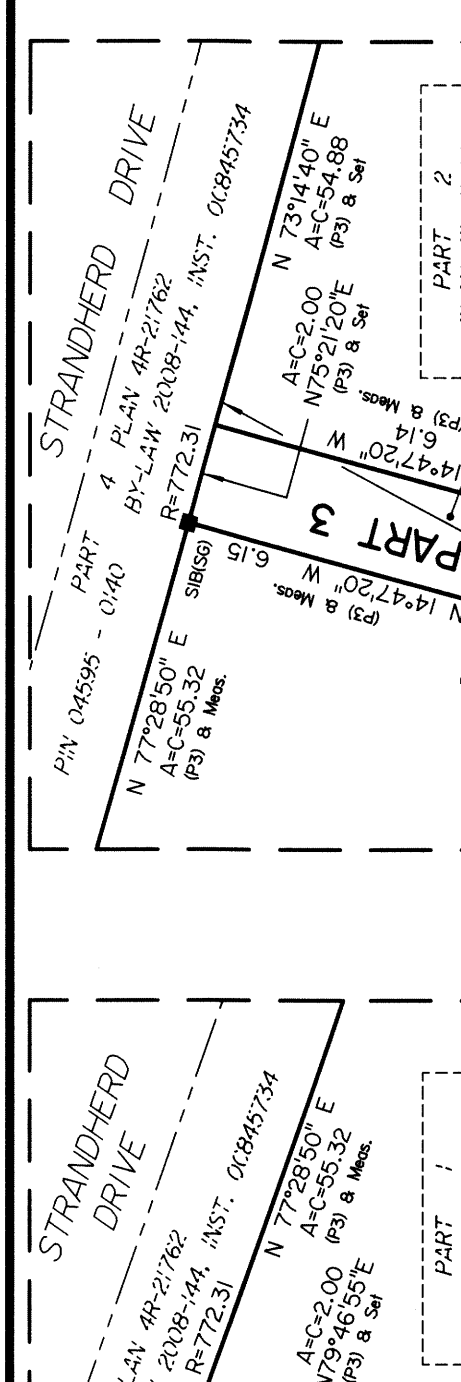 STRANDHERD DRIVE
PART 4 PLAN 4R-21762
BY-LAW 2008-144, INST. OC845734
PIN 04595 - 0140
R=772.31
N 73°14'40" E
A=C=54.88
(P3) & Set
A=C=2.00
N75°21'20"E
(P3) & Set
PART 2
(P3) & Meas.
6.14
14°47'20" W
PART 3
SIB(SG)
6.15
N 14°47'20" W
(P3) & Meas.
N 77°28'50" E
A=C=55.32
(P3) & Meas.
STRANDHERD
DRIVE
LAN 4R-21762
2008-144, INST. OC845734
R=772.31
N 77°28'50" E
A=C=55.32
(P3) & Meas.
A=C=2.00
N79°46'55"E
(P3) & Set
PART 1